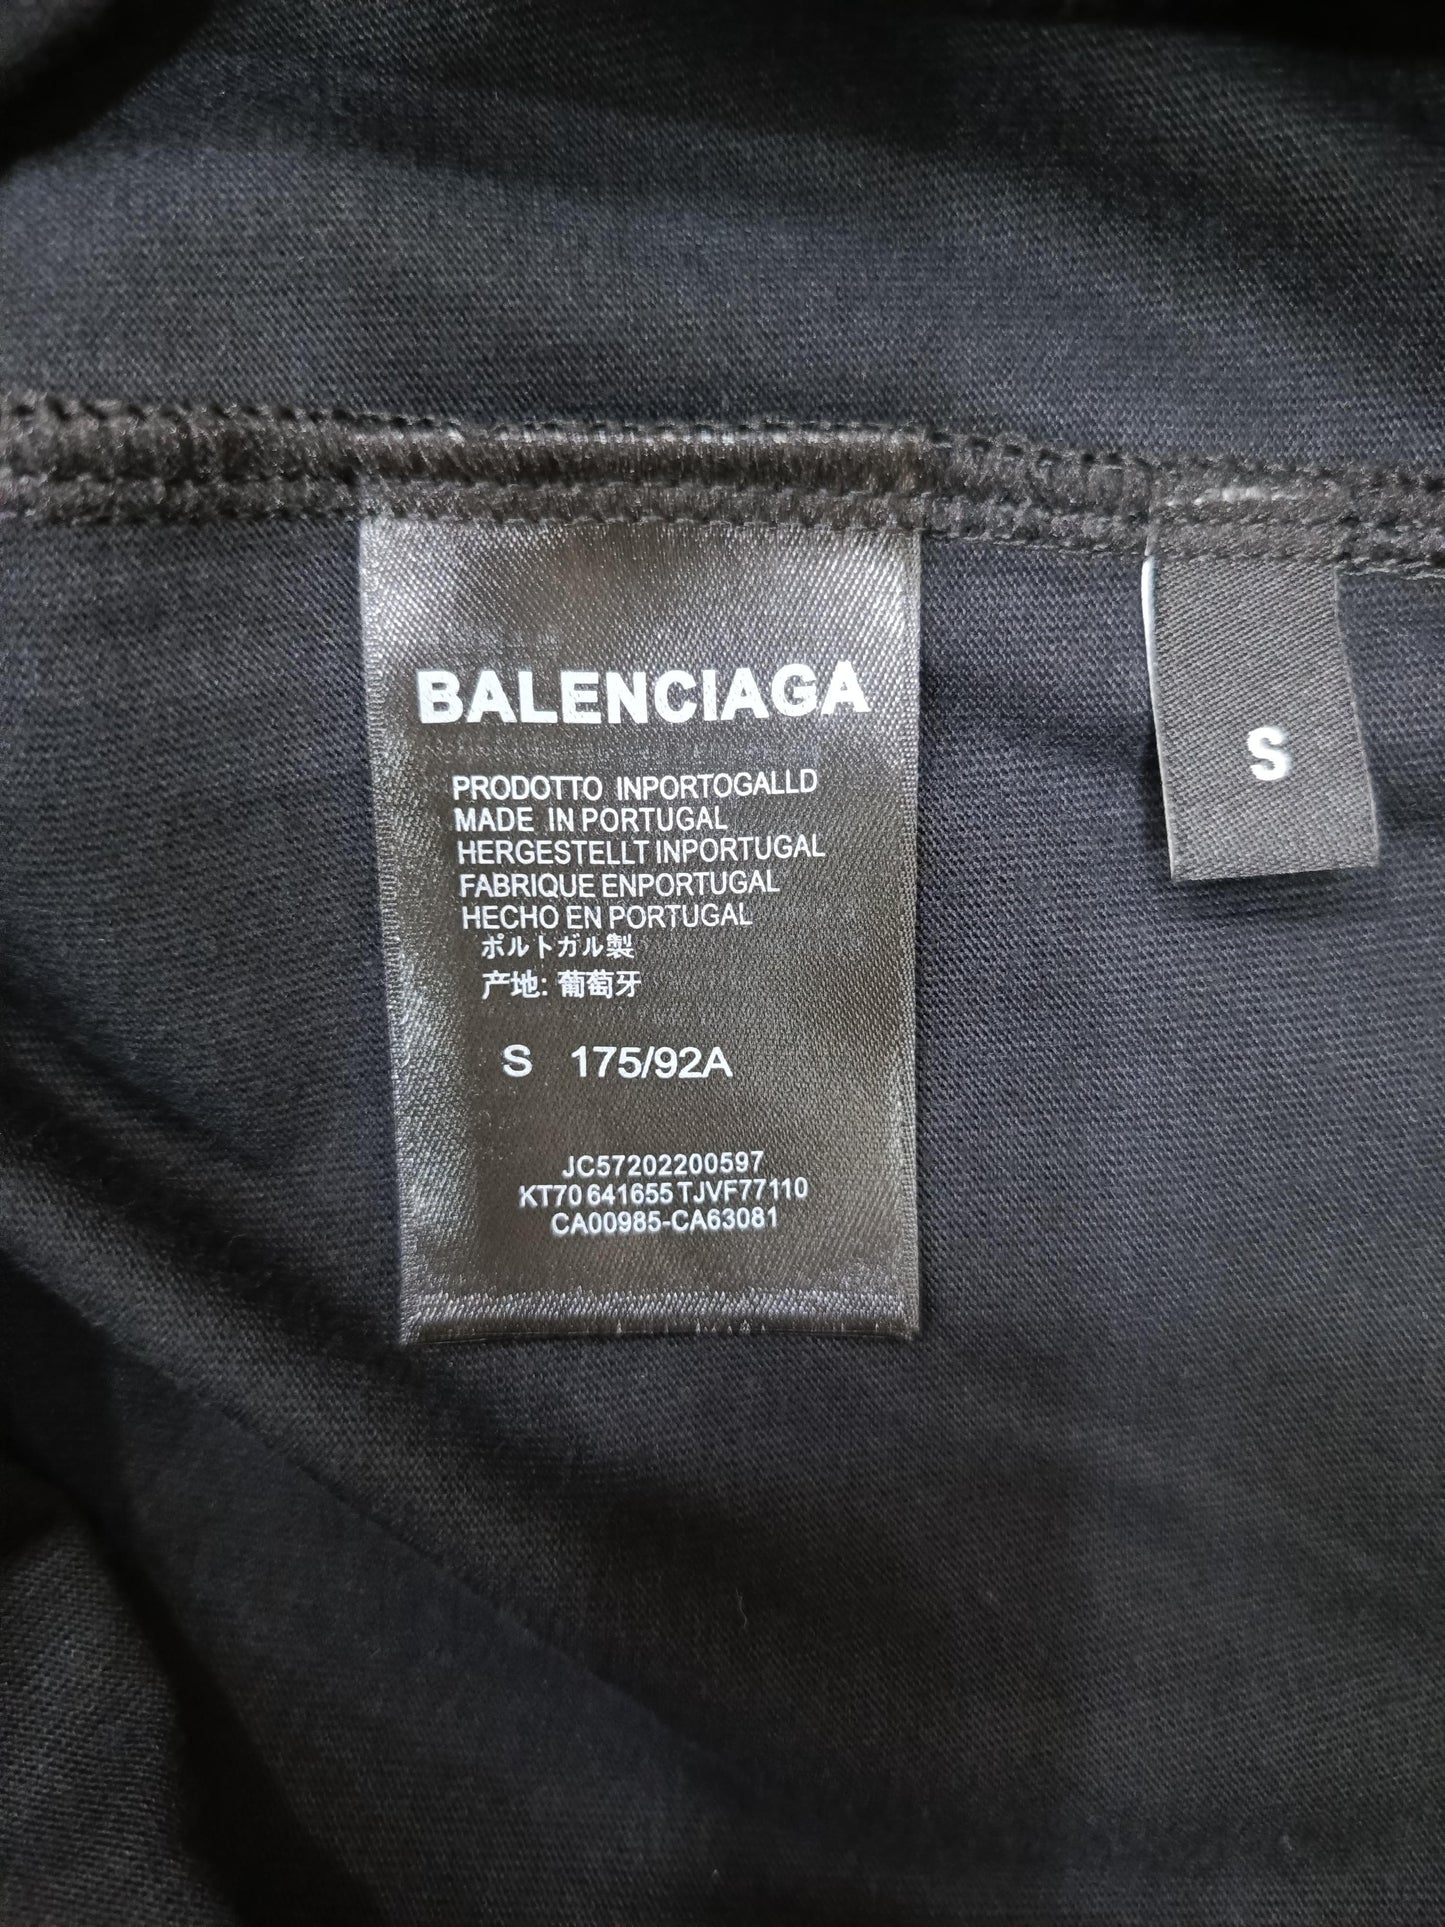 BALENCIAGA
PRODOTTO INPORTOGALLD
MADE IN PORTUGAL
HERGESTELLT INPORTUGAL
FABRIQUE ENPORTUGAL
HECHO EN PORTUGAL
ポルトガル製
产地: 葡萄牙
S 175/92A
JC57202200597
KT70 641655 TJVF77110
CA00985-CA63081
S